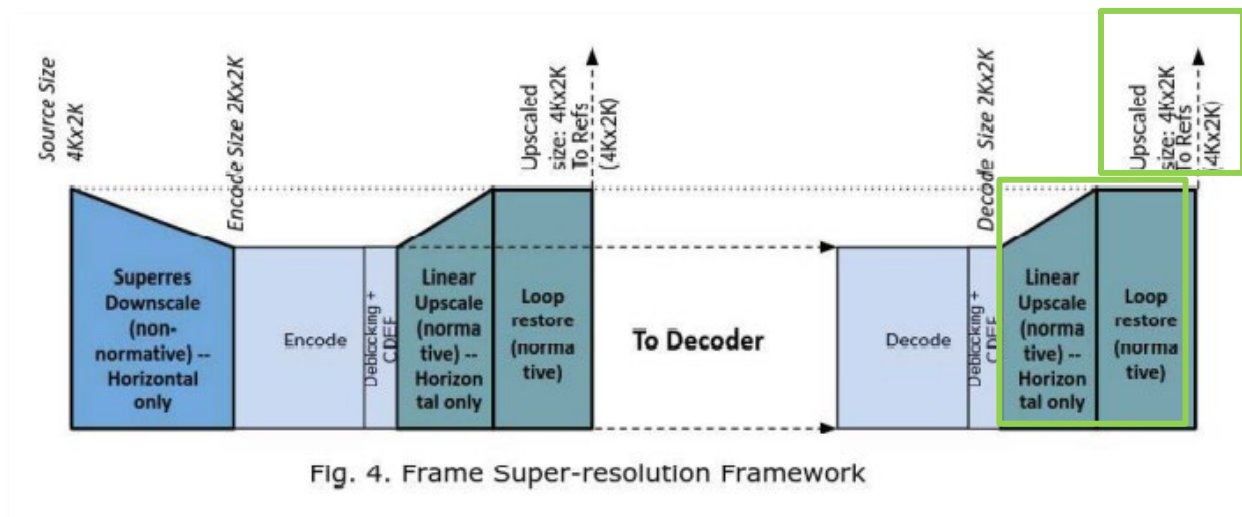 Source Size
4Kx2K
Encode Size 2Kx2K
Upscaled
size: 4Kx2K
To Refs
(4Kx2K)
Decode Size 2Kx2K
Upscaled
size: 4Kx2K
To Refs
(4Kx2K)
Superres
Downscale
(non-
normative) --
Horizontal
only
Encode
Deblocking +
CDEF
Linear
Upscale
(norma
tive) --
Horizon
tal only
Loop
restore
(norma
tive)
To Decoder
Decode
Deblocking +
CDEF
Linear
Upscale
(norma
tive) --
Horizon
tal only
Loop
restore
(norma
tive)
Fig. 4. Frame Super-resolution Framework